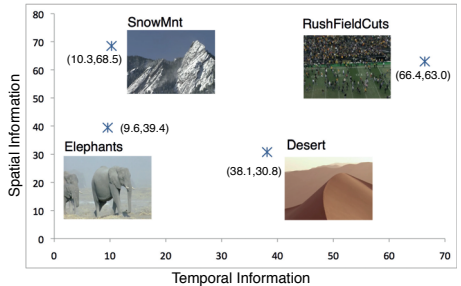 80
70
60
50
40
30
20
10
0
Spatial Information
SnowMnt
(10.3,68.5)
RushFieldCuts
(66.4,63.0)
(9.6,39.4)
Elephants
Desert
(38.1,30.8)
0 10 20 30 40 50 60 70
Temporal Information